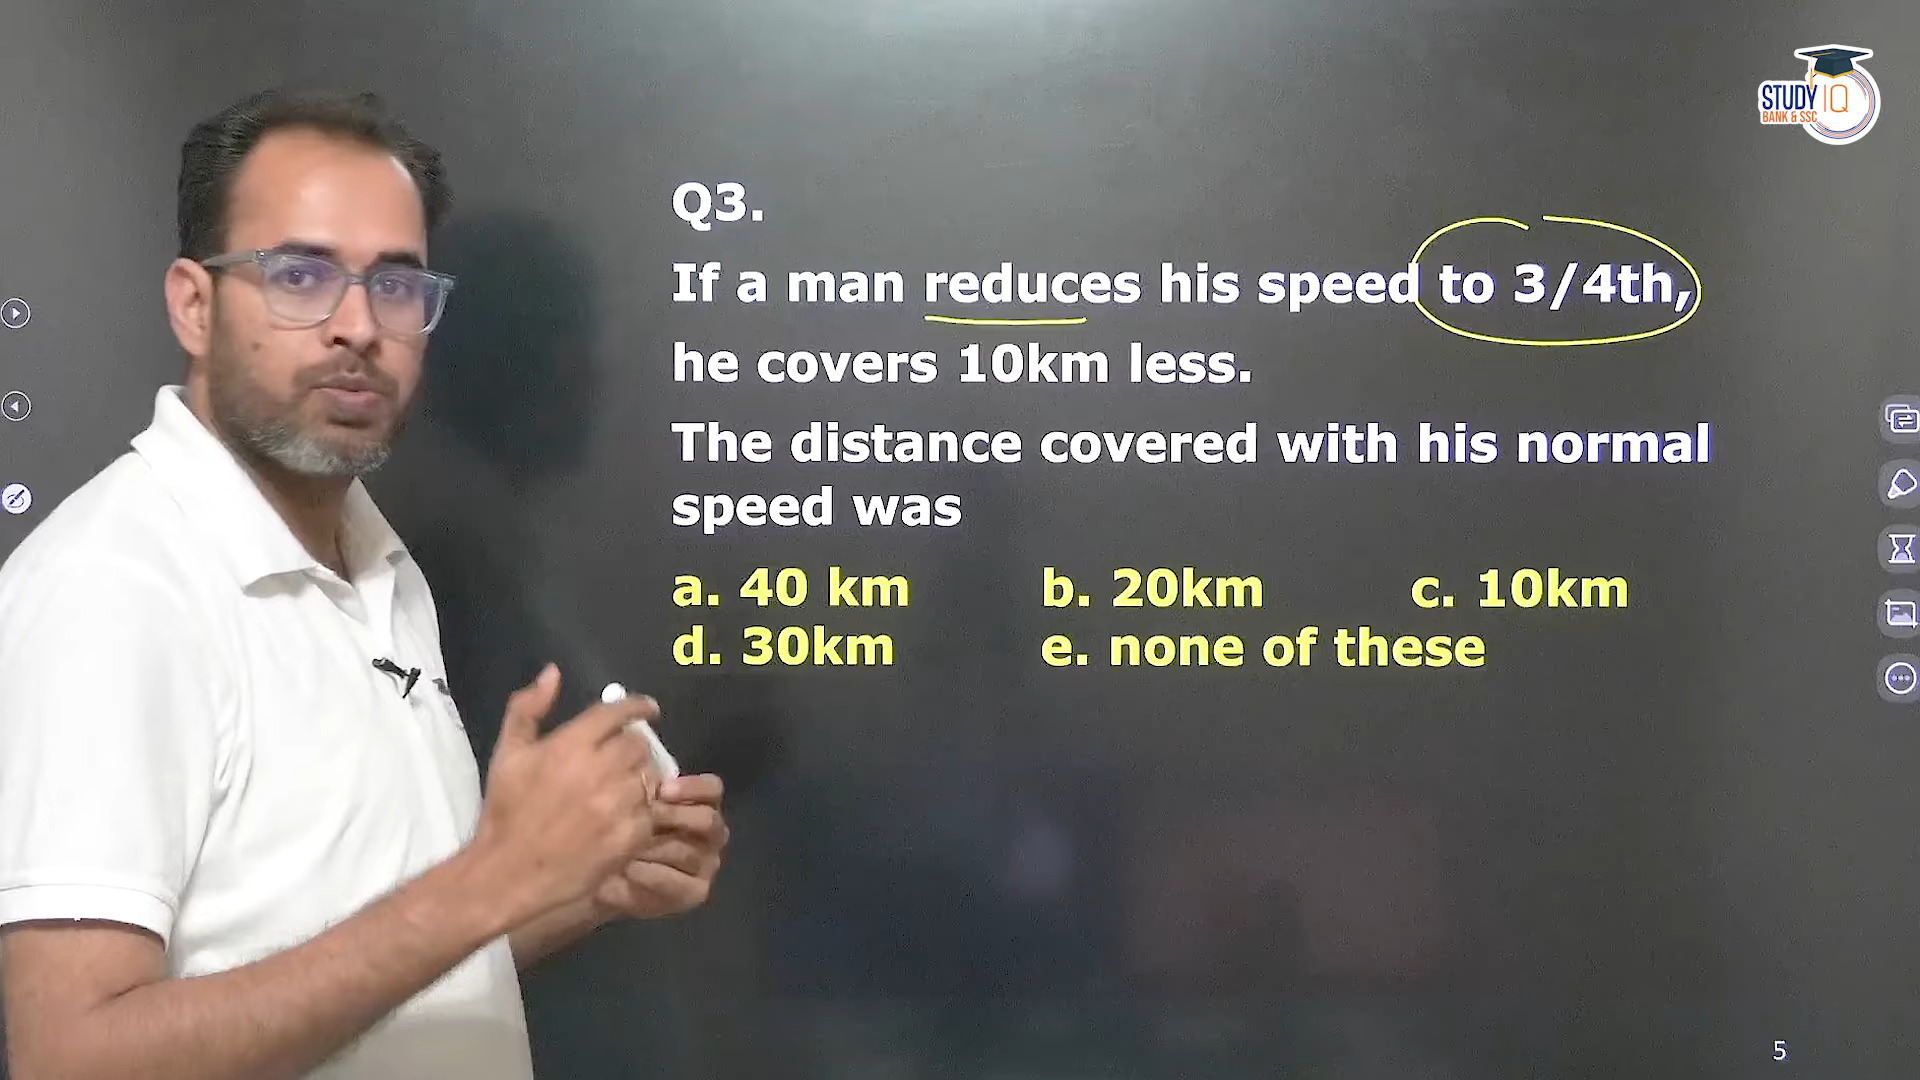 STUDY IQ
BANK & SSC
Q3.
If a man reduces his speed to 3/4th,
he covers 10km less.
The distance covered with his normal
speed was
a. 40 km b. 20km c. 10km
d. 30km e. none of these
5